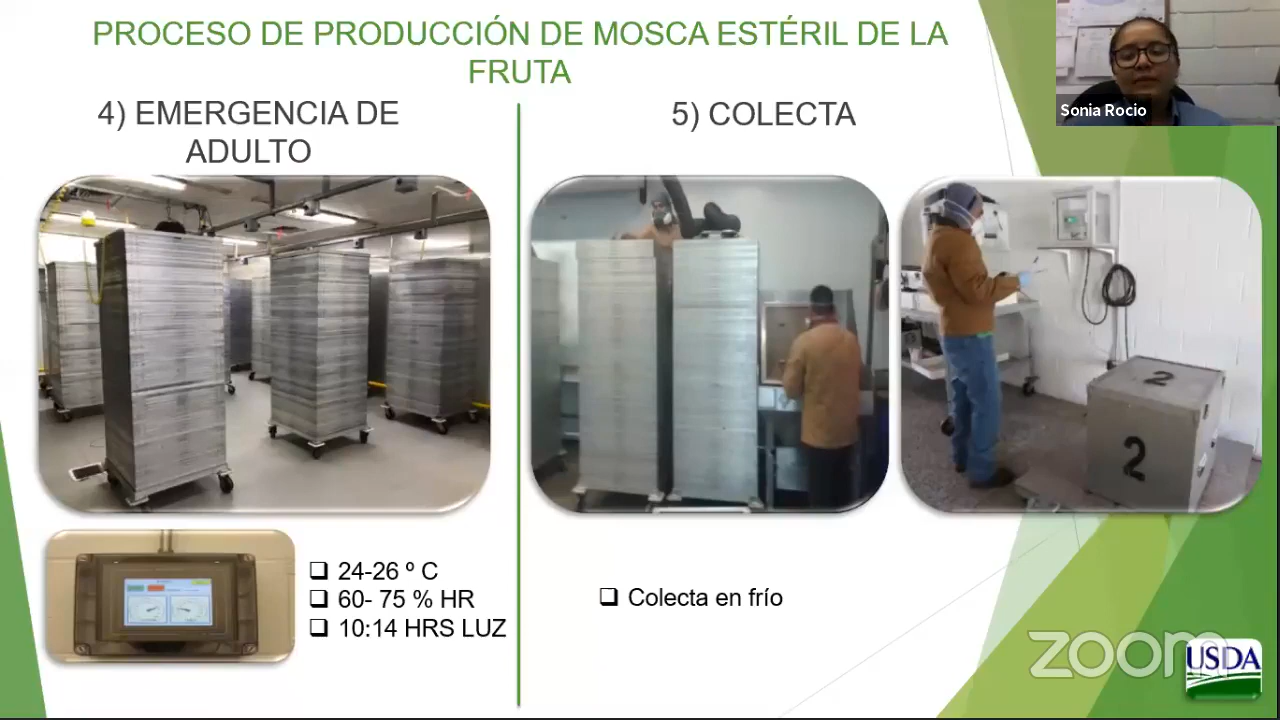 PROCESO DE PRODUCCIÓN DE MOSCA ESTÉRIL DE LA
FRUTA
4) EMERGENCIA DE
ADULTO
5) COLECTA
Sonia Rocio
2
2
24-26 º C
60- 75 % HR
10:14 HRS LUZ
Colecta en frío
zoom
USDA